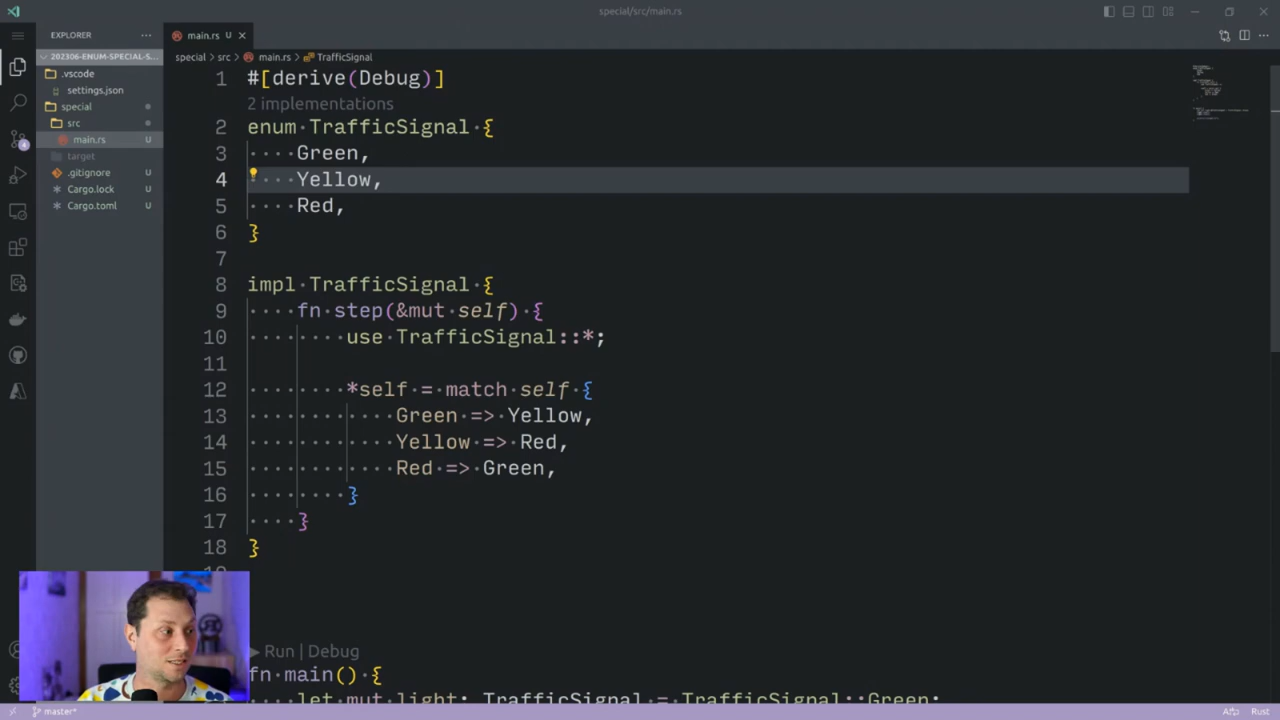 special/src/main.rs
EXPLORER ···
main.rs U
202306-ENUM-SPECIAL-S...
special > src > main.rs > TrafficSignal
.vscode
settings.json
special
src
main.rs U
target
.gitignore U
Cargo.lock U
Cargo.toml U
4
1 #[derive(Debug)]
2 implementations
2 enum TrafficSignal {
3 Green,
4 Yellow,
5 Red,
6 }
7
8 impl TrafficSignal {
9 fn step(&mut self) {
10 use TrafficSignal::*;
11
12 *self = match self {
13 Green => Yellow,
14 Yellow => Red,
15 Red => Green,
16 }
17 }
18 }
Run | Debug
fn main() {
let mut light: TrafficSignal = TrafficSignal::Green;
master*
Rust